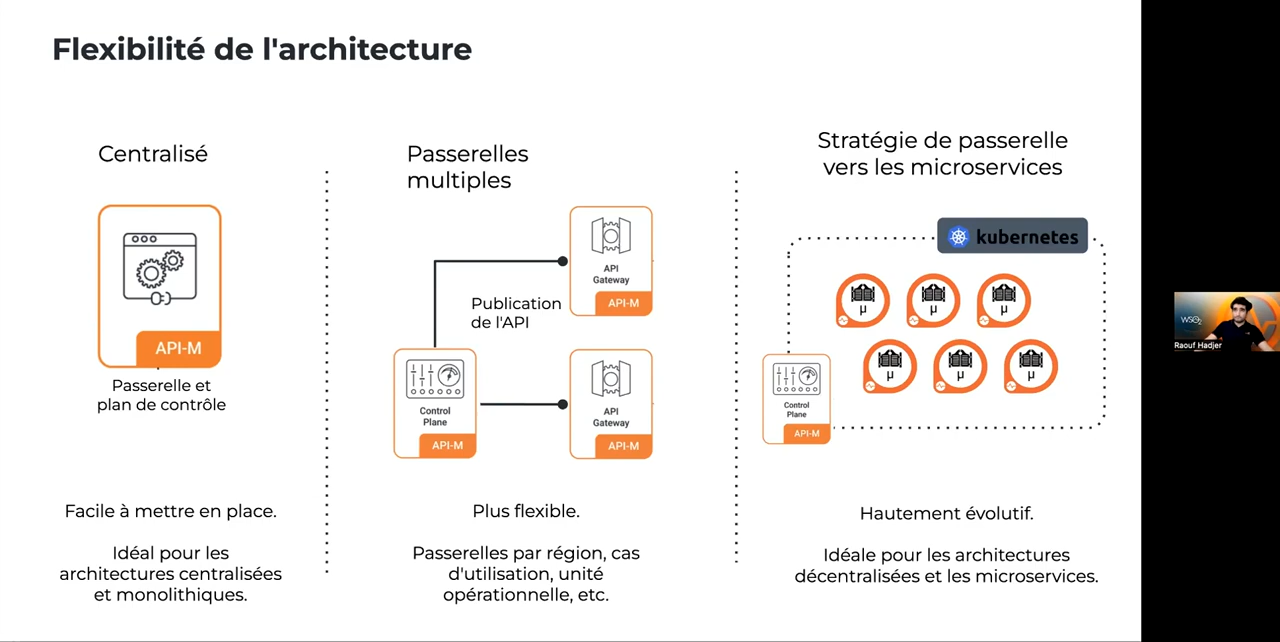 Flexibilité de l'architecture
Centralisé
API-M
Passerelle et
plan de contrôle
Facile à mettre en place.
Idéal pour les
architectures centralisées
et monolithiques.
Passerelles
multiples
API
Gateway
API-M
Publication
de l'API
Control
Plane
API-M
API
Gateway
API-M
Plus flexible.
Passerelles par région, cas
d'utilisation, unité
opérationnelle, etc.
Stratégie de passerelle
vers les microservices
kubernetes
µ
µ
µ
µ
µ
µ
Control
Plane
API-M
Hautement évolutif.
Idéale pour les architectures
décentralisées et les microservices.
WSO2
Raouf Hadjer